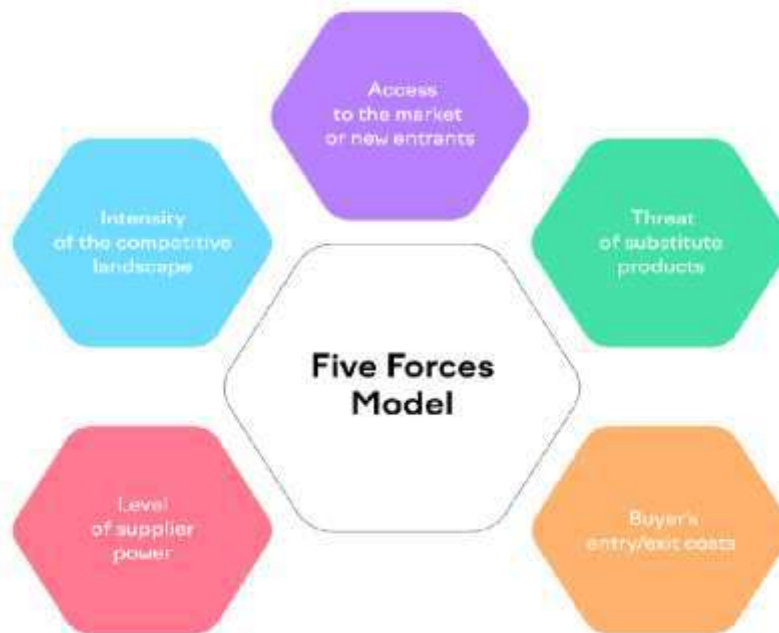 Access
to the market
or new entrants
Intensity
of the competitive
landscape
Threat
of substitute
products
Five Forces
Model
Level
of supplier
power
Buyer's
entry/exit costs